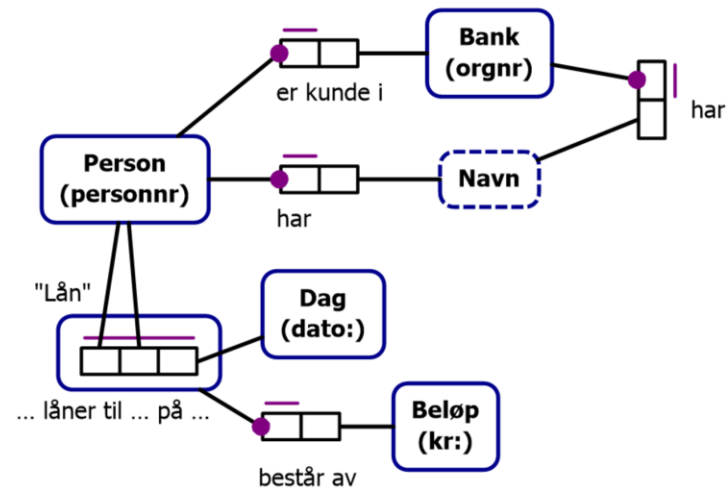 Bank
(orgnr)
er kunde i
har
Person
(personnr)
Navn
har
"Lån"
Dag
(dato:)
... låner til ... på ...
Beløp
(kr:)
består av